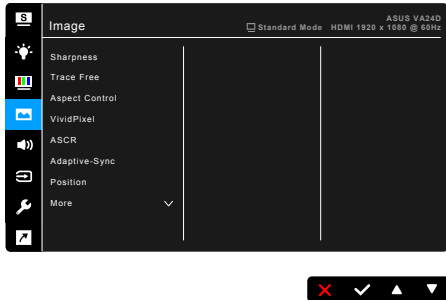 S
Image
ASUS VA24D
Standard Mode HDMI 1920 x 1080 @ 60Hz
Sharpness
Trace Free
Aspect Control
VividPixel
ASCR
Adaptive-Sync
Position
More